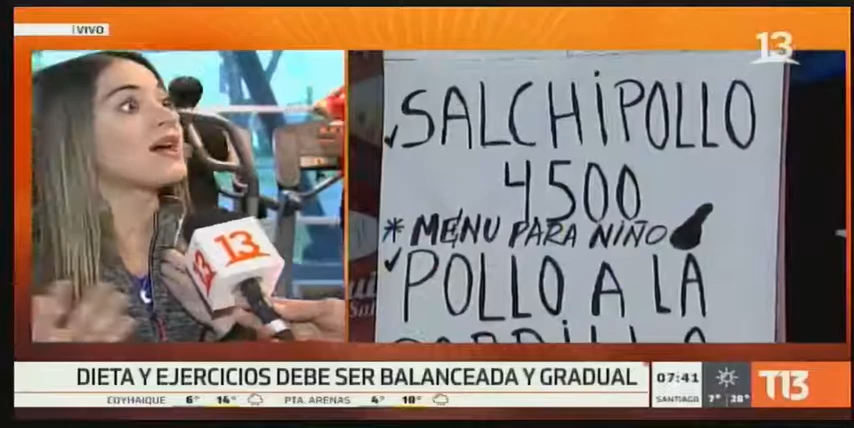 VIVO
13
SALCHIPOLLO
4500
* MENU PARA NIÑO
POLLO A LA
13
13
DIETA Y EJERCICIOS DEBE SER BALANCEADA Y GRADUAL
07:41
SANTIAGO 7° 28°
T13
COYHAIQUE 6° 14° PTA. ARENAS 4° 10°